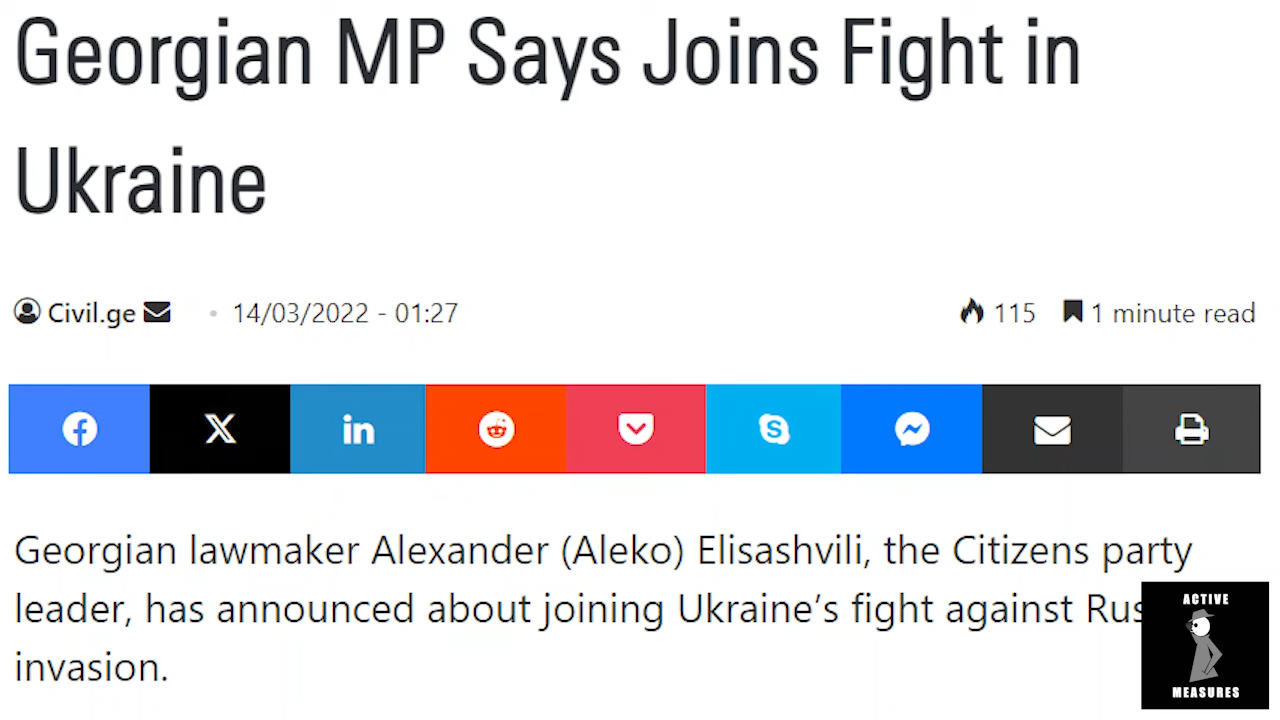 Georgian MP Says Joins Fight in
Ukraine
Civil.ge 14/03/2022 - 01:27 115 1 minute read
Georgian lawmaker Alexander (Aleko) Elisashvili, the Citizens party
leader, has announced about joining Ukraine’s fight against
invasion.
ACTIVE
MEASURES